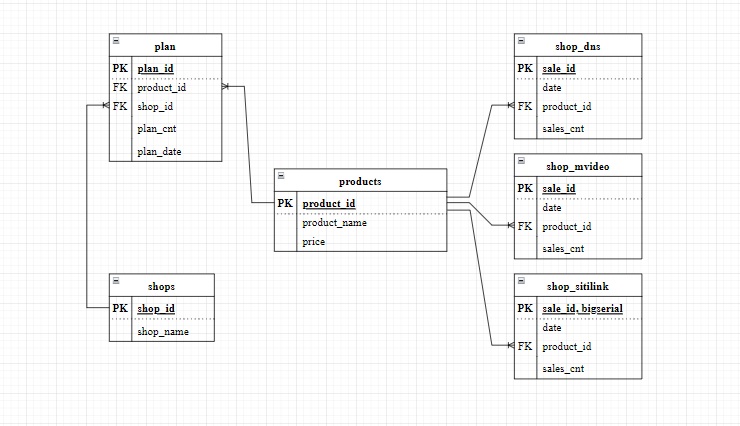 plan
PK plan_id
FK product_id
FK shop_id
plan_cnt
plan_date
shops
PK shop_id
shop_name
products
PK product_id
product_name
price
shop_dns
PK sale_id
date
FK product_id
sales_cnt
shop_mvideo
PK sale_id
date
FK product_id
sales_cnt
shop_sitilink
PK sale_id, bigserial
date
FK product_id
sales_cnt